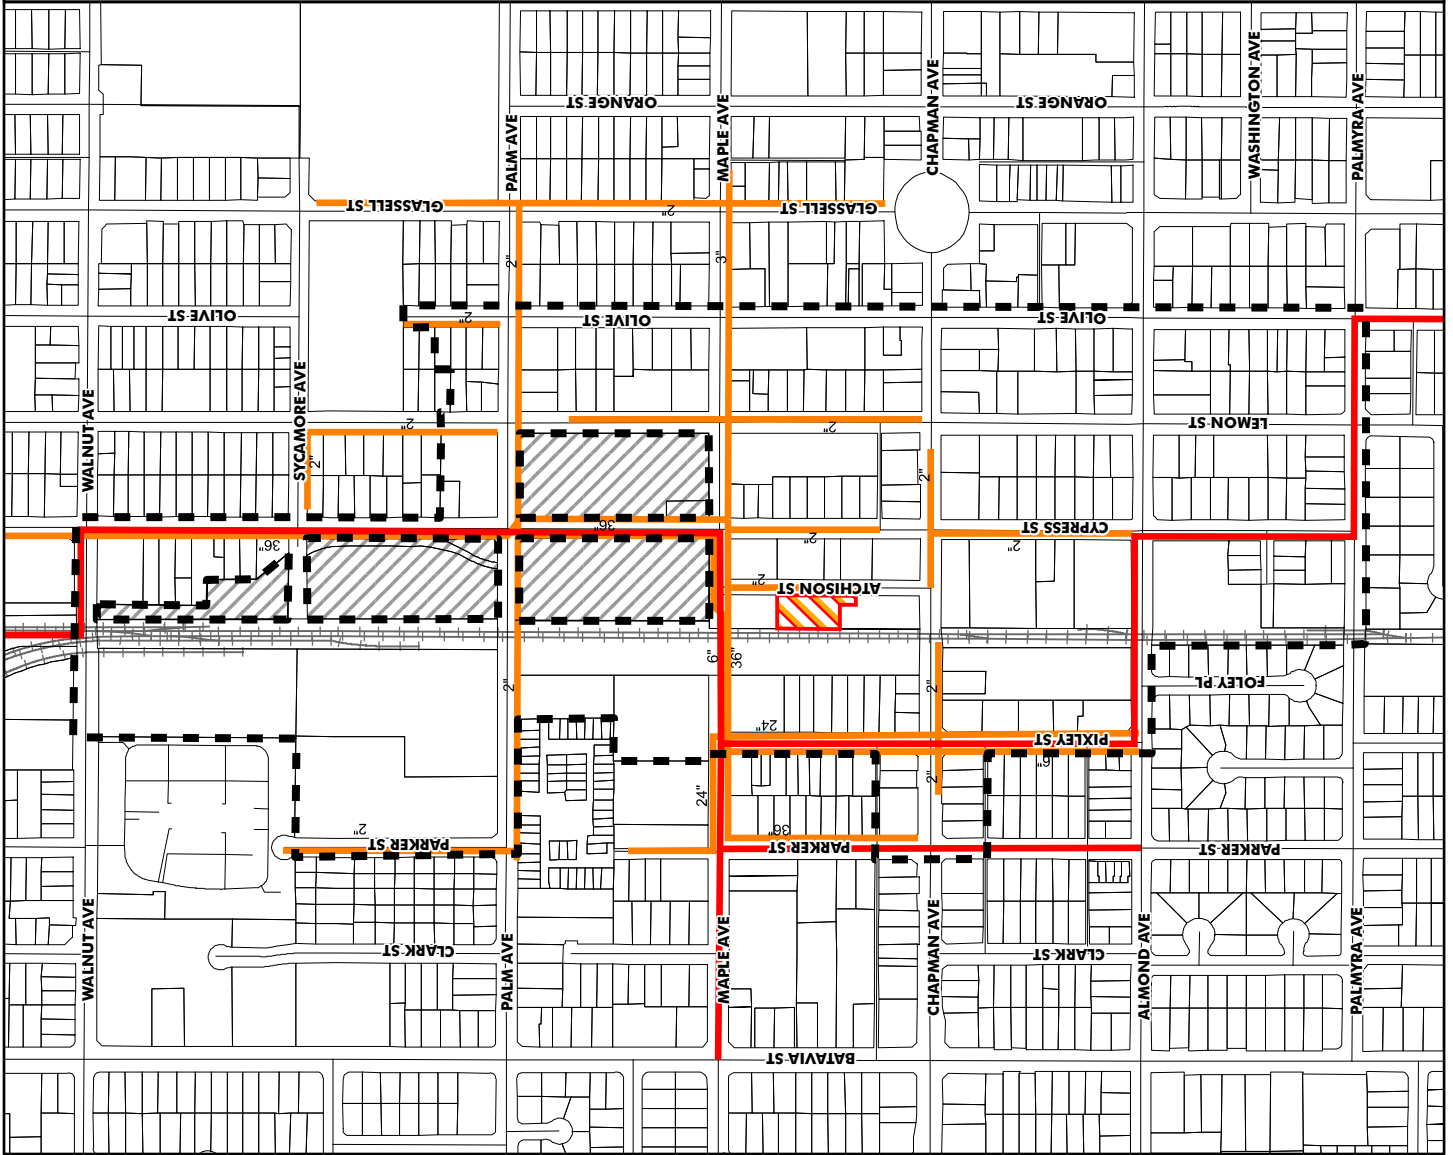 ORANGE ST
ORANGE ST
WASHINGTON AVE
CHAPMAN AVE
PALMYRA AVE
MAPLE AVE
PALM AVE
GLASSELL ST
2"
GLASSELL ST
2"
3"
OLIVE ST
2"
OLIVE ST
OLIVE ST
WALNUT AVE
SYCAMORE AVE
2"
2"
LEMON ST
2"
2"
36"
CYPRESS ST
36"
2"
2"
2"
ATCHISON ST
6"
36"
2"
2"
FOLEY PL
24"
PIXLEY ST
6"
2"
24"
2"
36"
PARKER ST
PARKER ST
PARKER ST
WALNUT AVE
CLARK ST
PALM AVE
MAPLE AVE
CHAPMAN AVE
CLARK ST
ALMOND AVE
PALMYRA AVE
BATAVIA ST